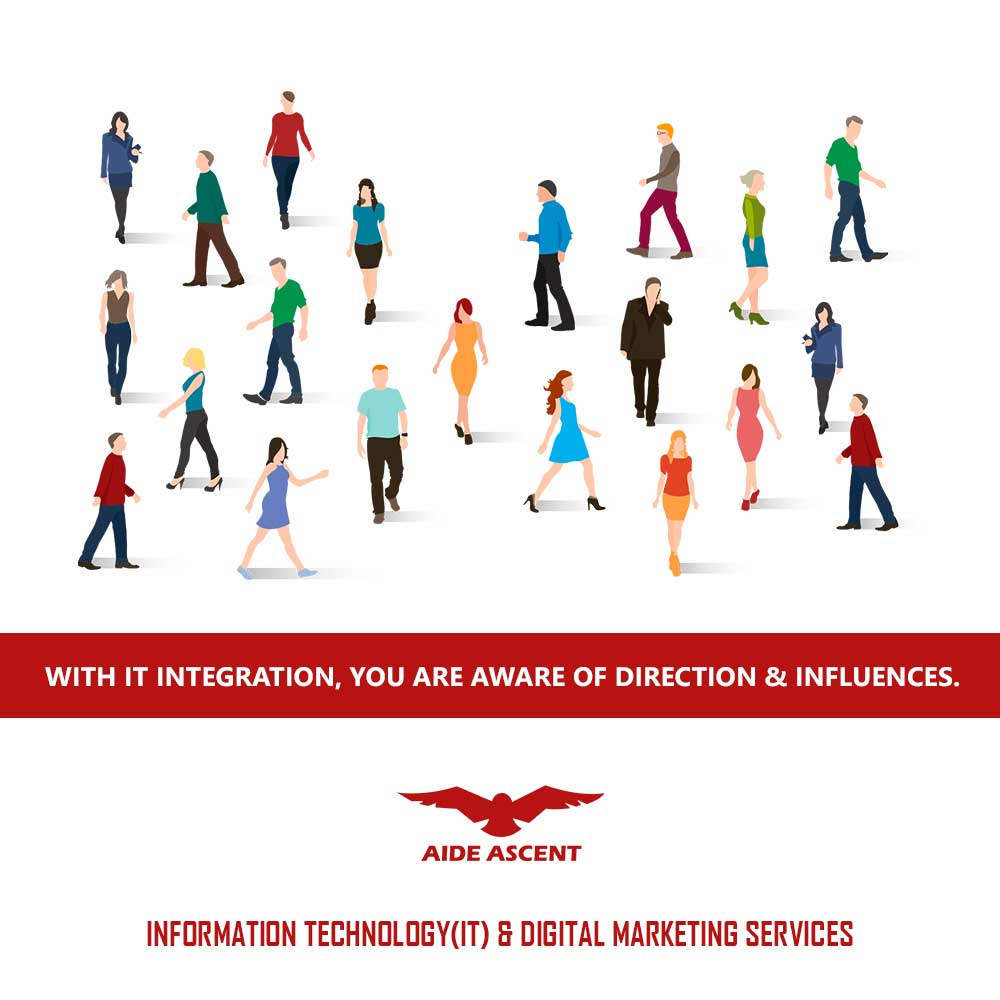 WITH IT INTEGRATION, YOU ARE AWARE OF DIRECTION & INFLUENCES.
AIDE ASCENT
INFORMATION TECHNOLOGY(IT) & DIGITAL MARKETING SERVICES